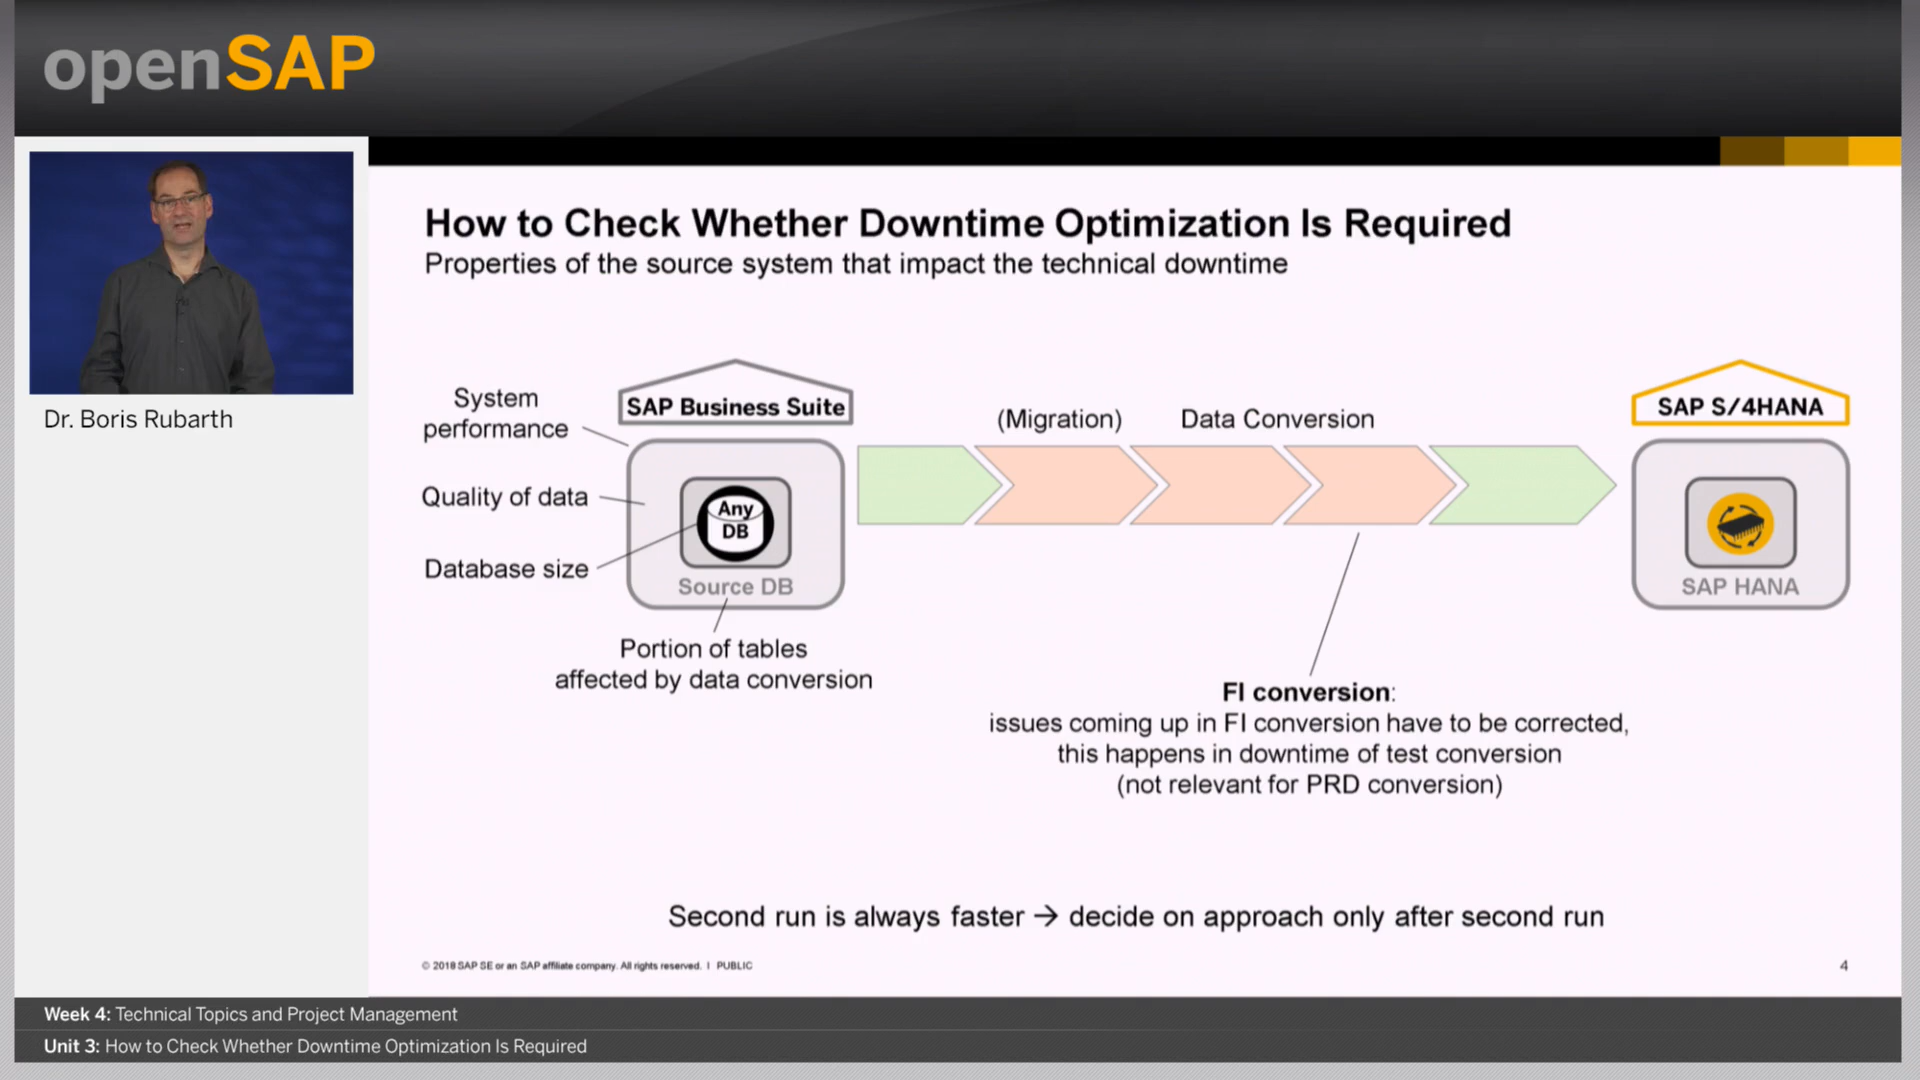 openSAP
Dr. Boris Rubarth
How to Check Whether Downtime Optimization Is Required
Properties of the source system that impact the technical downtime
System
performance
Quality of data
Database size
SAP Business Suite
Any
DB
Source DB
Portion of tables
affected by data conversion
(Migration)
Data Conversion
FI conversion:
issues coming up in FI conversion have to be corrected,
this happens in downtime of test conversion
(not relevant for PRD conversion)
SAP S/4HANA
SAP HANA
Second run is always faster → decide on approach only after second run
© 2018 SAP SE or an SAP affiliate company. All rights reserved. I PUBLIC
4
Week 4: Technical Topics and Project Management
Unit 3: How to Check Whether Downtime Optimization Is Required